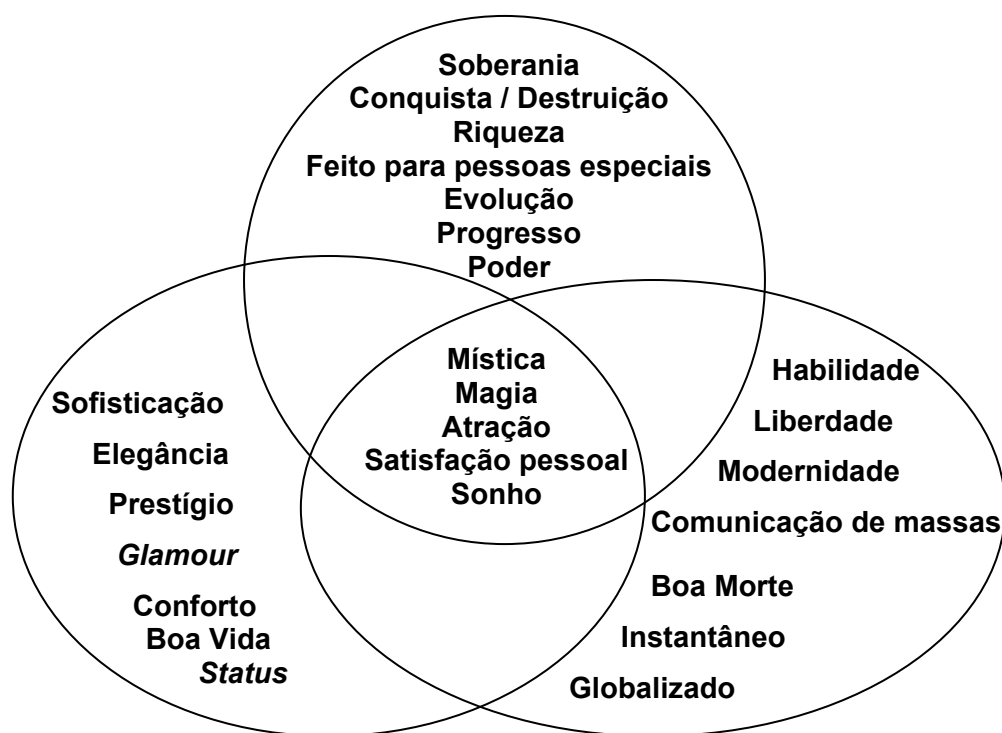 Soberania
Conquista / Destruição
Riqueza
Feito para pessoas especiais
Evolução
Progresso
Poder
Mística
Magia
Atração
Satisfação pessoal
Sonho
Sofisticação
Elegância
Prestígio
Glamour
Conforto
Boa Vida
Status
Habilidade
Liberdade
Modernidade
Comunicação de massas
Boa Morte
Instantâneo
Globalizado